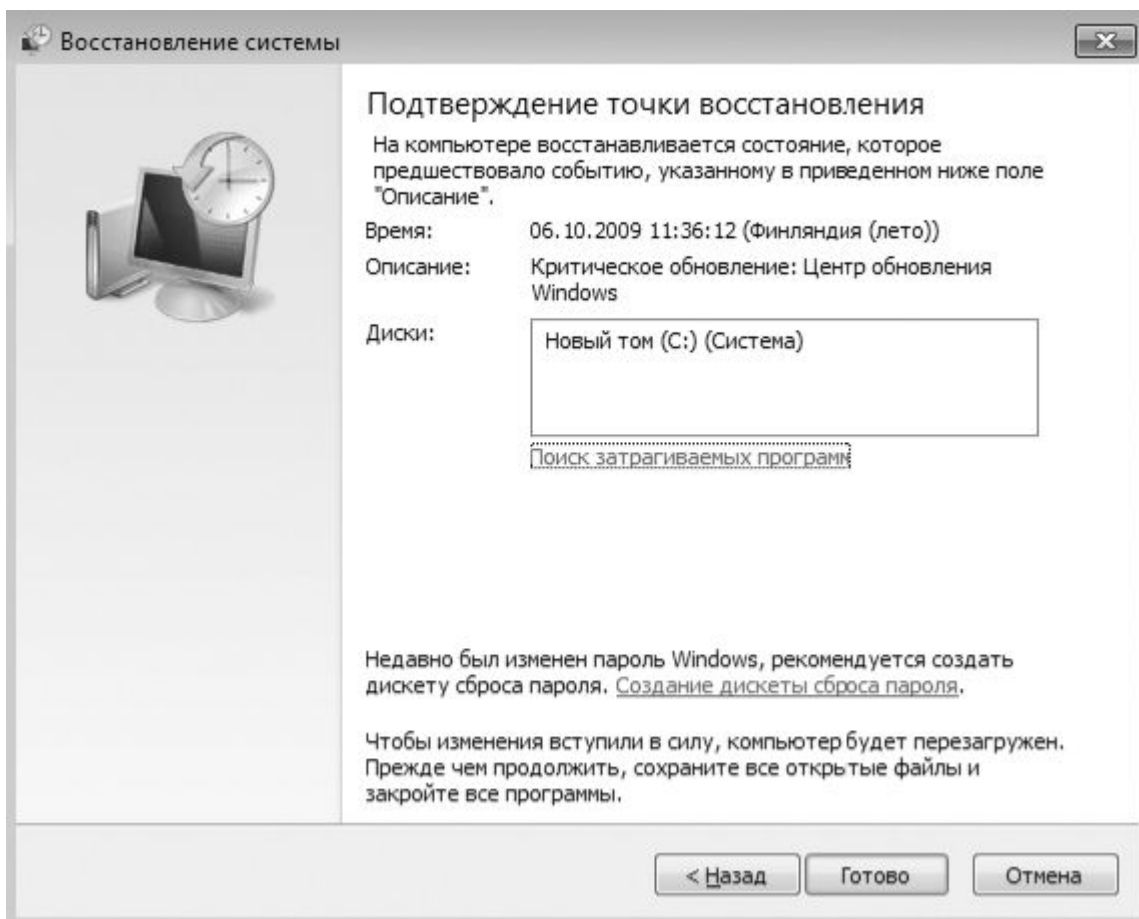 Восстановление системы
Подтверждение точки восстановления
На компьютере восстанавливается состояние, которое
предшествовало событию, указанному в приведенном ниже поле
"Описание".
Время: 06.10.2009 11:36:12 (Финляндия (лето))
Описание: Критическое обновление: Центр обновления
Windows
Диски: Новый том (C:) (Система)
Поиск затрагиваемых программ
Недавно был изменен пароль Windows, рекомендуется создать
дискету сброса пароля. Создание дискеты сброса пароля.
Чтобы изменения вступили в силу, компьютер будет перезагружен.
Прежде чем продолжить, сохраните все открытые файлы и
закройте все программы.
< Назад Готово Отмена